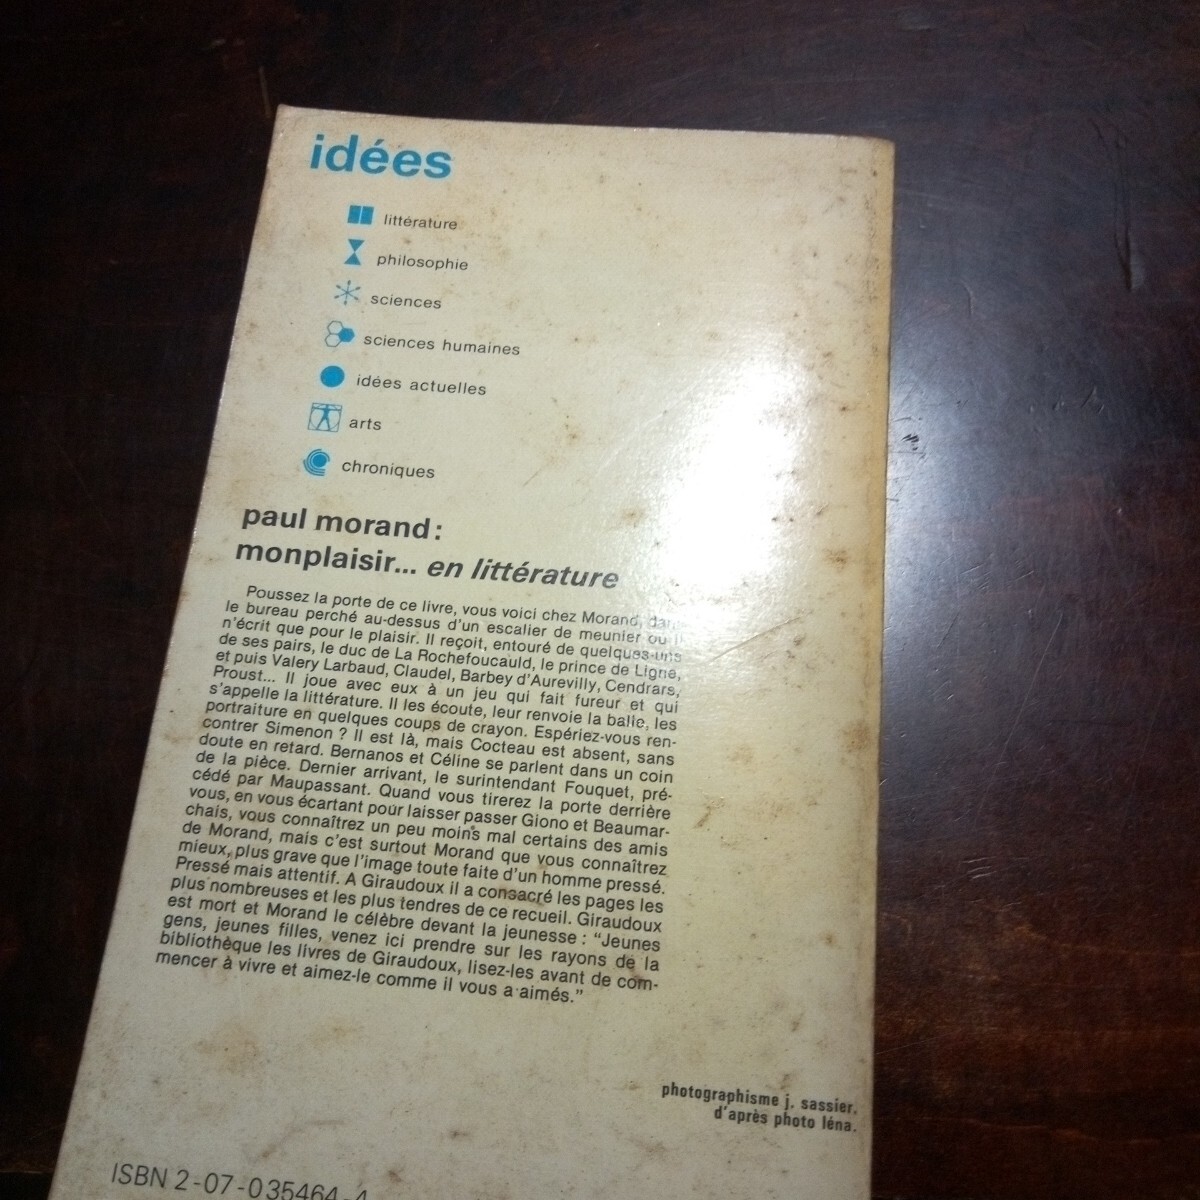 idées
littérature
philosophie
sciences
sciences humaines
idées actuelles
arts
chroniques
paul morand:
monplaisir... en littérature
Poussez la porte de ce livre, vous voici chez Morand, dans
le bureau perché au-dessus d'un escalier de meunier où il
n'écrit que pour le plaisir. Il reçoit, entouré de quelques-uns
de ses pairs, le duc de La Rochefoucauld, le prince de Ligne,
et puis Valery Larbaud, Claudel, Barbey d'Aurevilly, Cendrars,
Proust... Il joue avec eux à un jeu qui fait fureur et qui
s'appelle la littérature. Il les écoute, leur renvoie la balle, les
portraiture en quelques coups de crayon. Espériez-vous ren-
contrer Simenon ? Il est là, mais Cocteau est absent, sans
doute en retard. Bernanos et Céline se parlent dans un coin
de la pièce. Dernier arrivant, le surintendant Fouquet, pré-
cédé par Maupassant. Quand vous tirerez la porte derrière
vous, en vous écartant pour laisser passer Giono et Beaumar-
chais, vous connaîtrez un peu moins mal certains des amis
de Morand, mais c'est surtout Morand que vous connaîtrez
mieux, plus grave que l'image toute faite d'un homme pressé.
Pressé mais attentif. A Giraudoux il a consacré les pages les
plus nombreuses et les plus tendres de ce recueil. Giraudoux
est mort et Morand le célèbre devant la jeunesse : "Jeunes
gens, jeunes filles, venez ici prendre sur les rayons de la
bibliothèque les livres de Giraudoux, lisez-les avant de com-
mencer à vivre et aimez-le comme il vous a aimés."
photographisme j. sassier.
d'après photo léna.
ISBN 2-07-035464-4